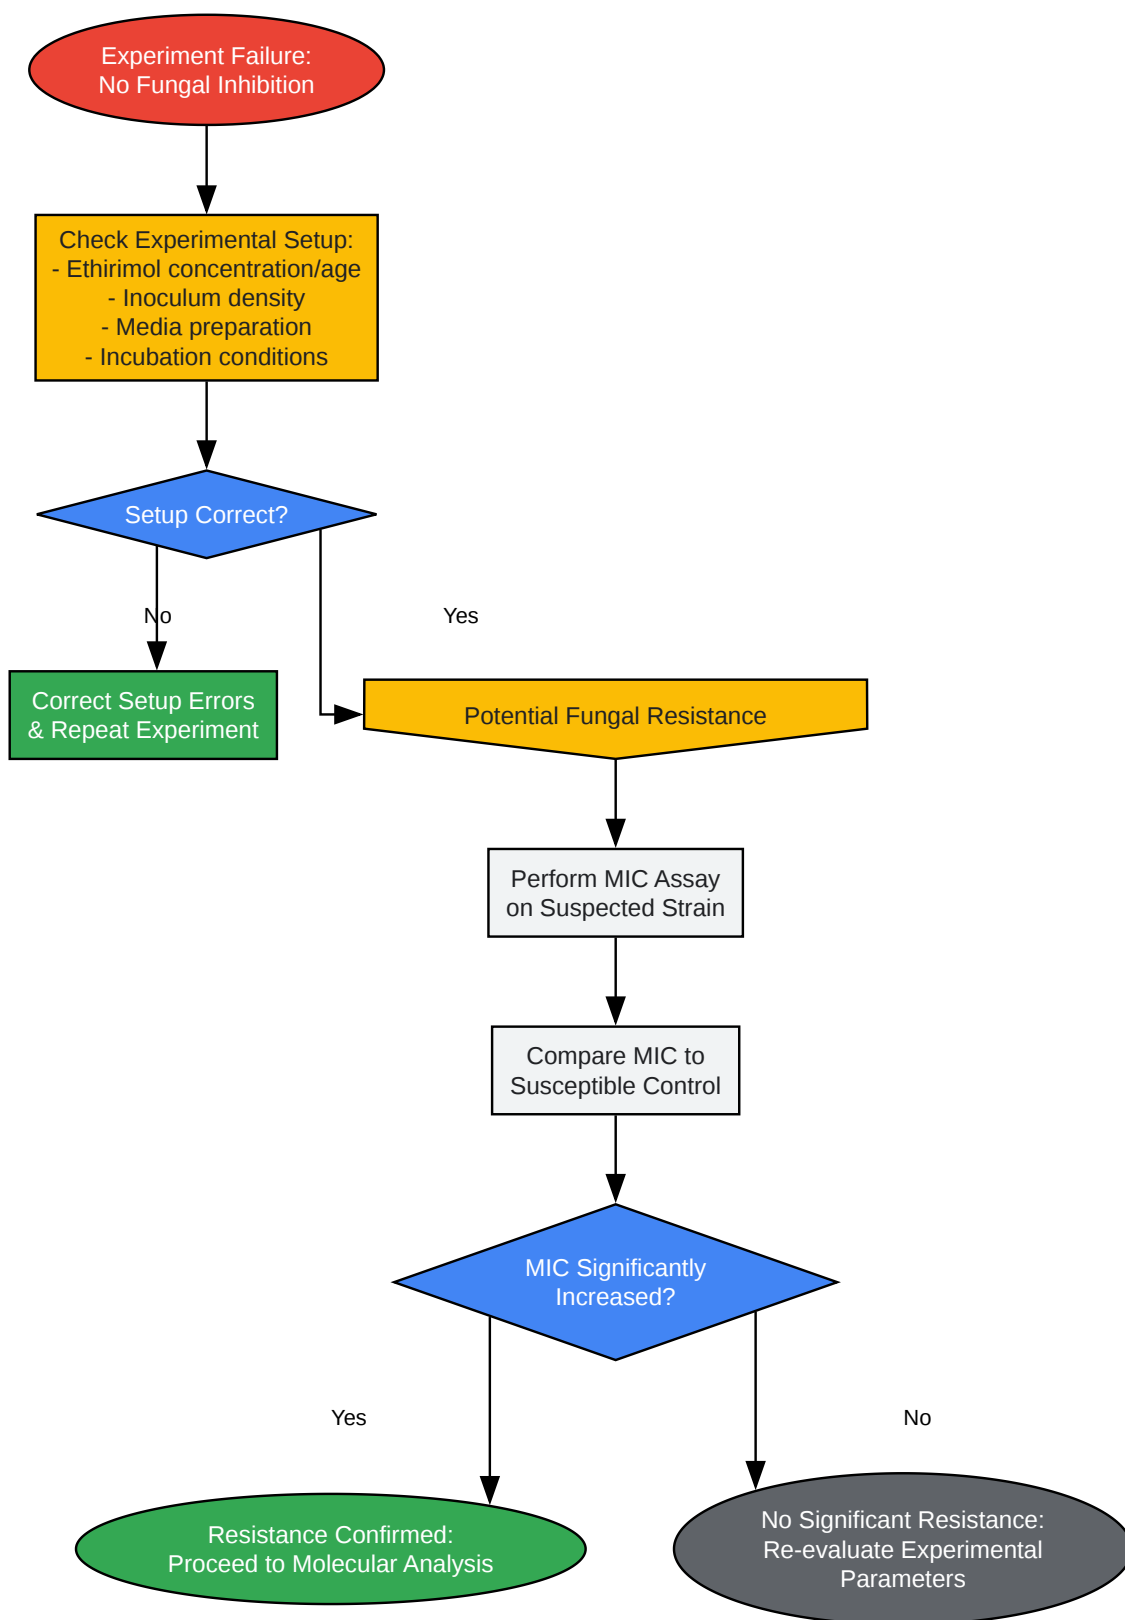 Experiment Failure:
No Fungal Inhibition
Check Experimental Setup:
- Ethirimol concentration/age
- Inoculum density
- Media preparation
- Incubation conditions
Setup Correct?
No
Yes
Correct Setup Errors
& Repeat Experiment
Potential Fungal Resistance
Perform MIC Assay
on Suspected Strain
Compare MIC to
Susceptible Control
MIC Significantly
Increased?
Yes
No
Resistance Confirmed:
Proceed to Molecular Analysis
No Significant Resistance:
Re-evaluate Experimental
Parameters